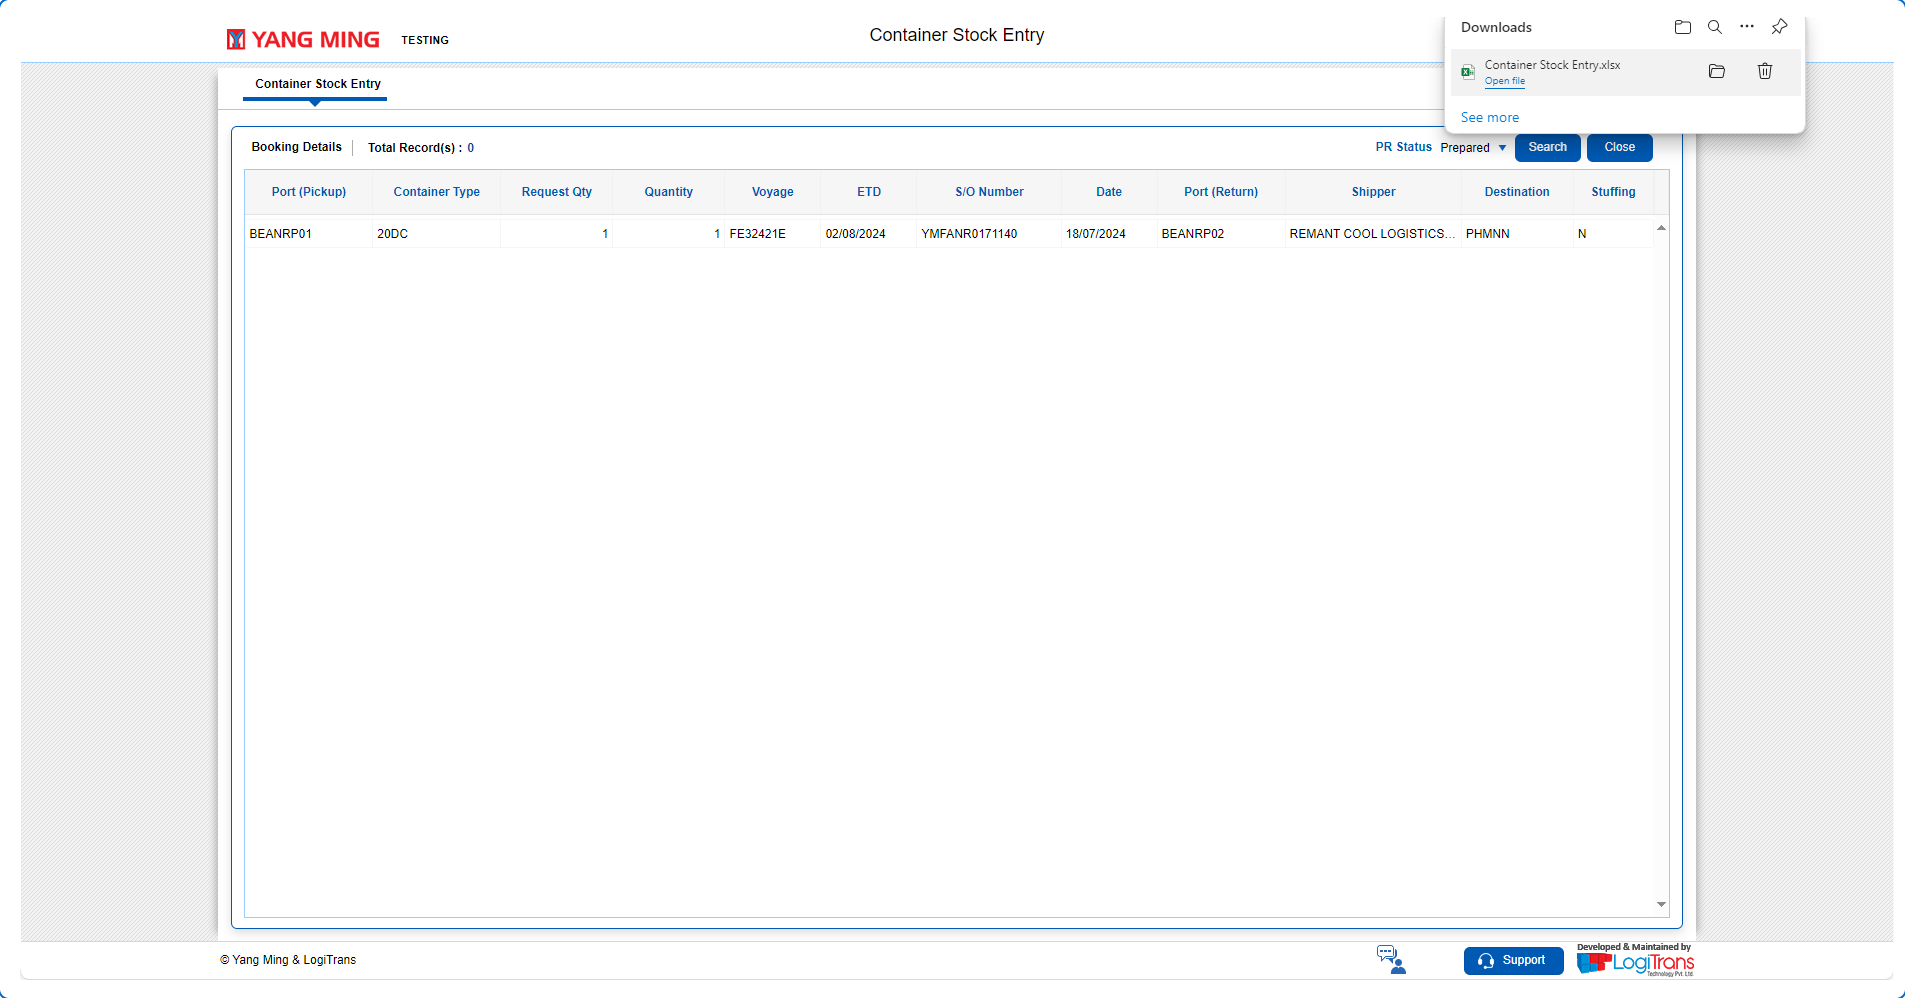 YANG MING TESTING
Container Stock Entry
Downloads
Container Stock Entry.xlsx
Open file
See more
Container Stock Entry
Booking Details Total Record(s) : 0
PR Status Prepared Search Close
Port (Pickup) Container Type Request Qty Quantity Voyage ETD S/O Number Date Port (Return) Shipper Destination Stuffing
BEANRP01 20DC 1 1 FE32421E 02/08/2024 YMFANR0171140 18/07/2024 BEANRP02 REMANT COOL LOGISTICS... PHMNN N
© Yang Ming & LogiTrans
Support
Developed & Maintained by
LogiTrans
Technology Pvt. Ltd.